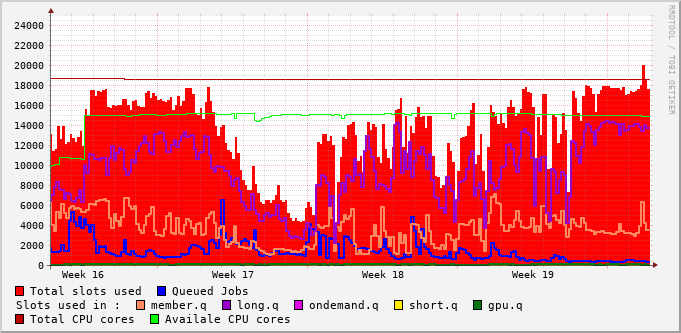 RRDTOOL / TOBI OETIKER
24000
22000
20000
18000
16000
14000
12000
10000
8000
6000
4000
2000
0
Week 16 Week 17 Week 18 Week 19
Total slots used Queued Jobs
Slots used in : member.q long.q ondemand.q short.q gpu.q
Total CPU cores Availale CPU cores